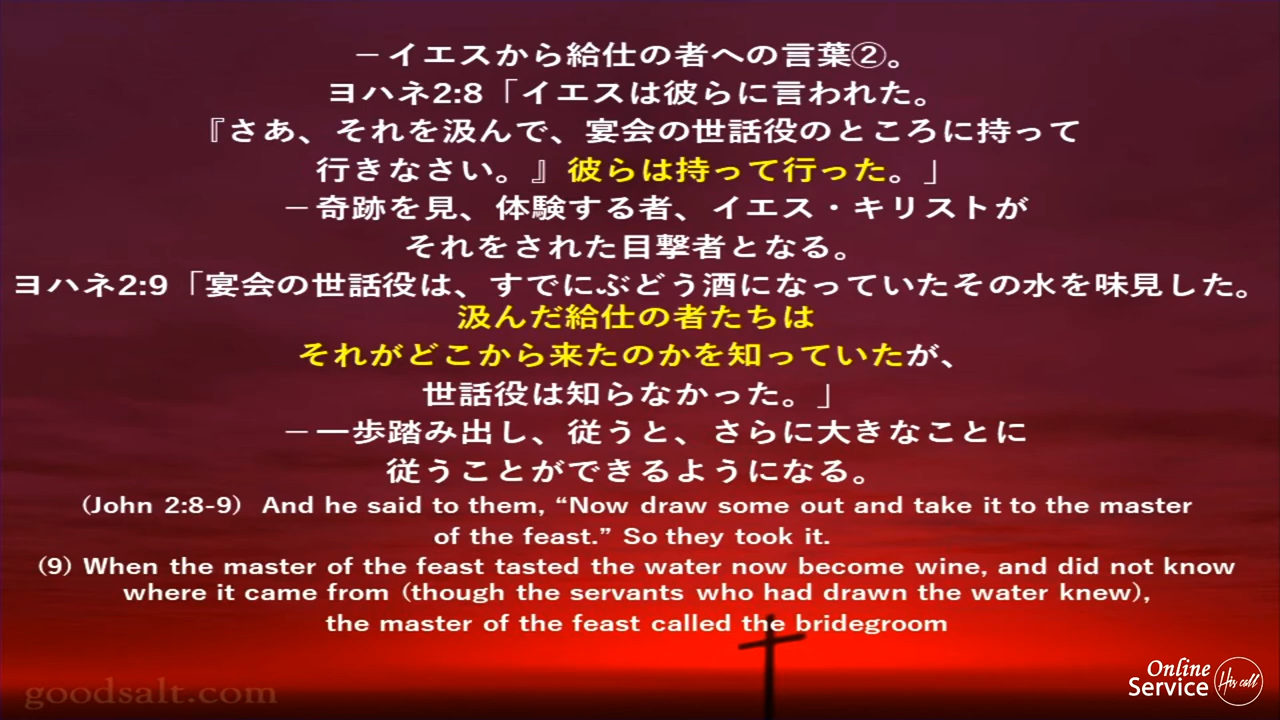 －イエスから給仕の者への言葉②。
ヨハネ2:8「イエスは彼らに言われた。
『さあ、それを汲んで、宴会の世話役のところに持って
行きなさい。』彼らは持って行った。」
－奇跡を見、体験する者、イエス・キリストが
それをされた目撃者となる。
ヨハネ2:9「宴会の世話役は、すでにぶどう酒になっていたその水を味見した。
汲んだ給仕の者たちは
それがどこから来たのかを知っていたが、
世話役は知らなかった。」
－一歩踏み出し、従うと、さらに大きなことに
従うことができるようになる。
(John 2:8-9)  And he said to them, “Now draw some out and take it to the master
of the feast.” So they took it.
(9) When the master of the feast tasted the water now become wine, and did not know
where it came from (though the servants who had drawn the water knew),
the master of the feast called the bridegroom
goodsalt.com
Online
Service
His call